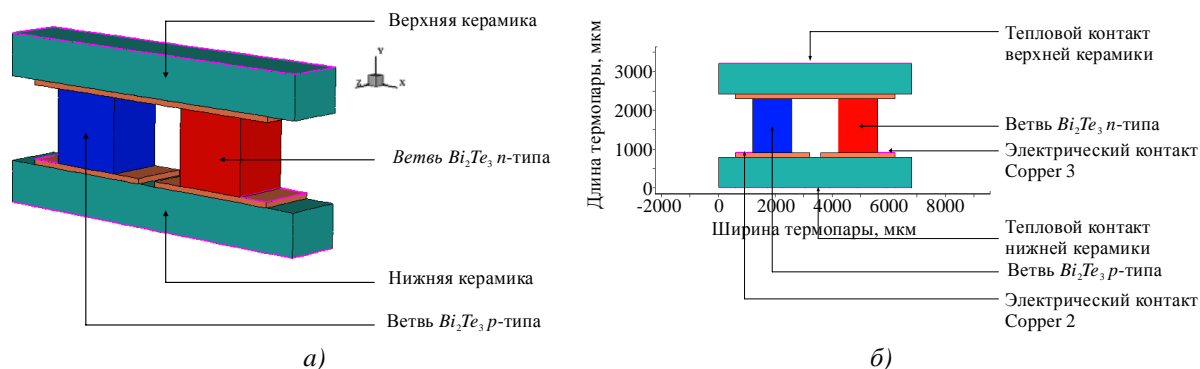 Верхняя керамика
Y
Z
X
Ветвь Bi₂Te₃ n-типа
Нижняя керамика
Ветвь Bi₂Te₃ p-типа
а)
Длина термопары, мкм
3000
2000
1000
0
-2000 0 2000 4000 6000 8000
Ширина термопары, мкм
Тепловой контакт
верхней керамики
Ветвь Bi₂Te₃ n-типа
Электрический контакт
Copper 3
Тепловой контакт
нижней керамики
Ветвь Bi₂Te₃ p-типа
Электрический контакт
Copper 2
б)